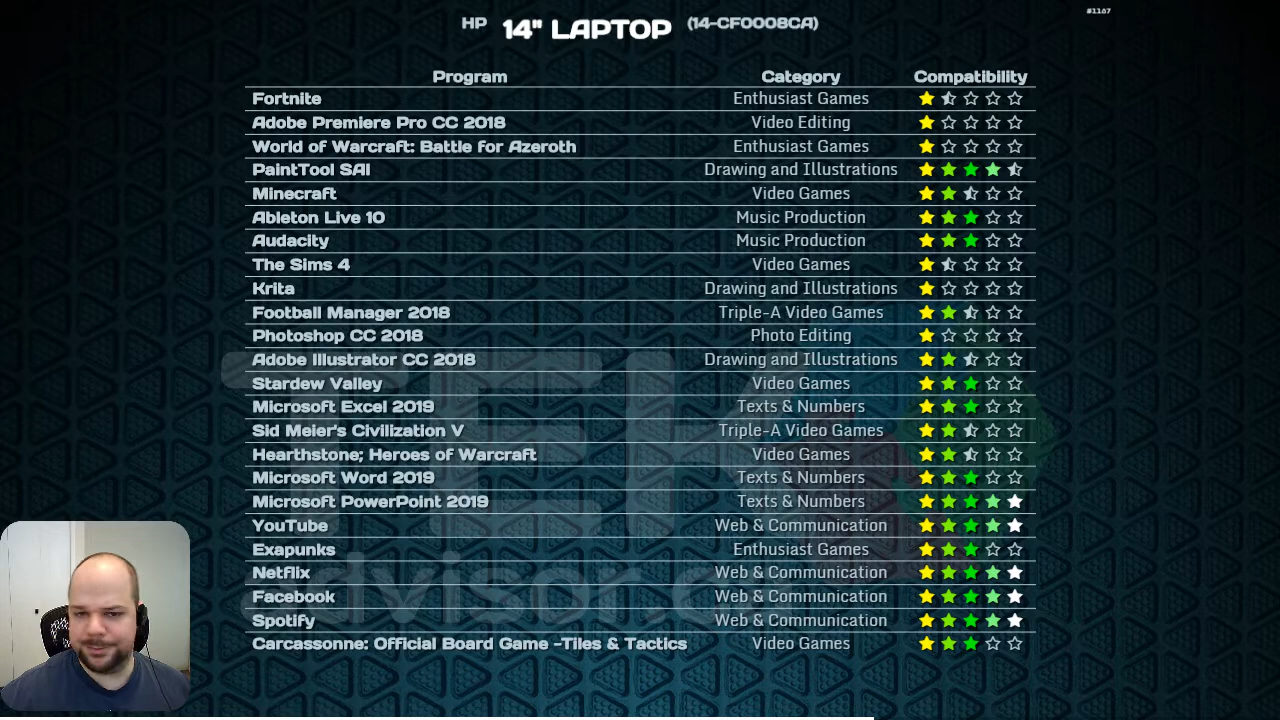 #1167
HP 14" LAPTOP (14-CF0008CA)
Program Category Compatibility
Fortnite Enthusiast Games
Adobe Premiere Pro CC 2018 Video Editing
World of Warcraft: Battle for Azeroth Enthusiast Games
PaintTool SAI Drawing and Illustrations
Minecraft Video Games
Ableton Live 10 Music Production
Audacity Music Production
The Sims 4 Video Games
Krita Drawing and Illustrations
Football Manager 2018 Triple-A Video Games
Photoshop CC 2018 Photo Editing
Adobe Illustrator CC 2018 Drawing and Illustrations
Stardew Valley Video Games
Microsoft Excel 2019 Texts & Numbers
Sid Meier's Civilization V Triple-A Video Games
Hearthstone; Heroes of Warcraft Video Games
Microsoft Word 2019 Texts & Numbers
Microsoft PowerPoint 2019 Texts & Numbers
YouTube Web & Communication
Exapunks Enthusiast Games
Netflix Web & Communication
Facebook Web & Communication
Spotify Web & Communication
Carcassonne: Official Board Game -Tiles & Tactics Video Games